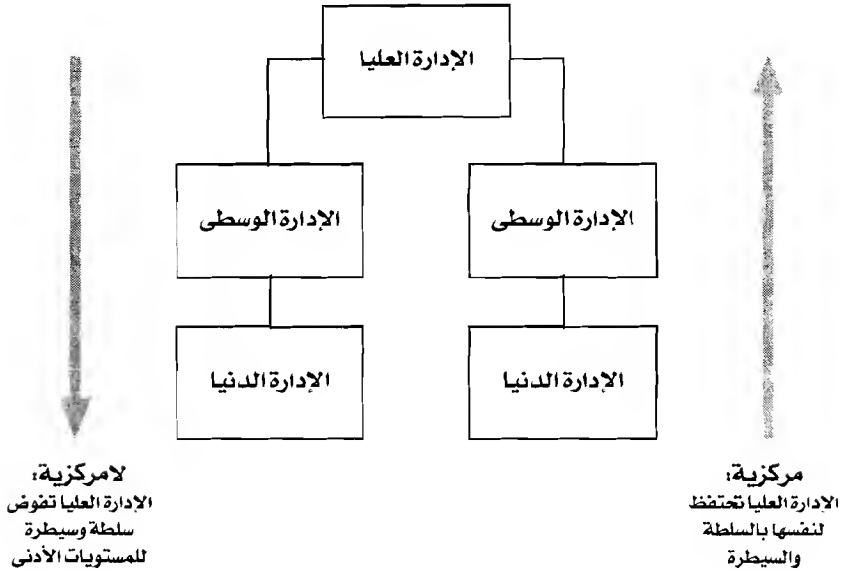 الإدارة العليا
الإدارة الوسطى
الإدارة الوسطى
الإدارة الدنيا
الإدارة الدنيا
مركزية:
الإدارة العليا تحتفظ
لنفسها بالسلطة
والسيطرة
لامركزية:
الإدارة العليا تفوض
سلطة وسيطرة
للمستويات الأدنى